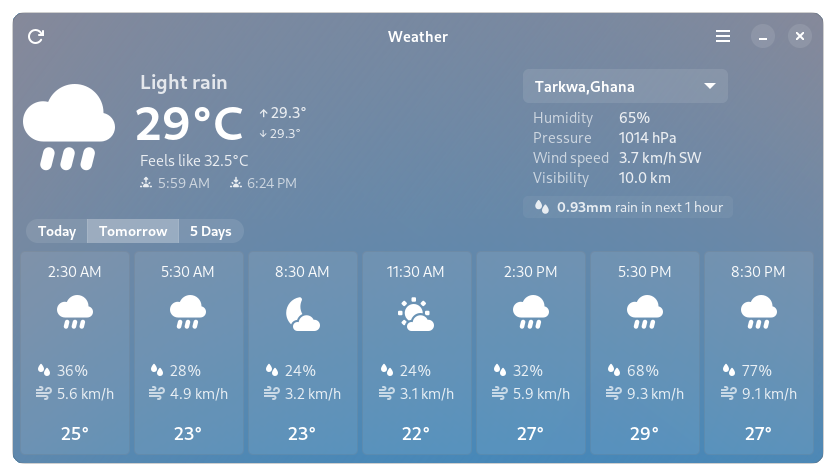 Weather
Light rain
29°C
29.3°
29.3°
Feels like 32.5°C
5:59 AM 6:24 PM
Tarkwa,Ghana
Humidity 65%
Pressure 1014 hPa
Wind speed 3.7 km/h SW
Visibility 10.0 km
0.93mm rain in next 1 hour
Today Tomorrow 5 Days
2:30 AM 5:30 AM 8:30 AM 11:30 AM 2:30 PM 5:30 PM 8:30 PM
36% 28% 24% 24% 32% 68% 77%
5.6 km/h 4.9 km/h 3.2 km/h 3.1 km/h 5.9 km/h 9.3 km/h 9.1 km/h
25° 23° 23° 22° 27° 29° 27°